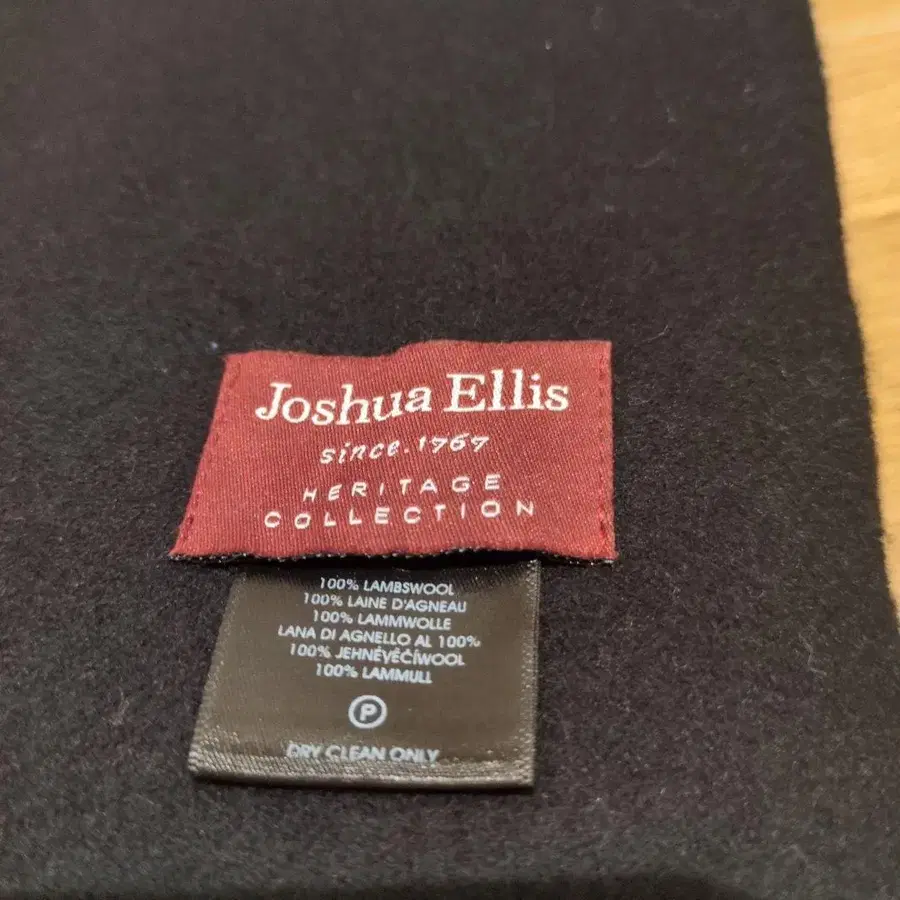 Joshua Ellis
since.1767
HERITAGE
COLLECTION
100% LAMBSWOOL
100% LAINE D'AGNEAU
100% LAMMWOLLE
LANA DI AGNELLO AL 100%
100% JEHNĚVĚČÍWOOL
100% LAMMULL
P
DRY CLEAN ONLY